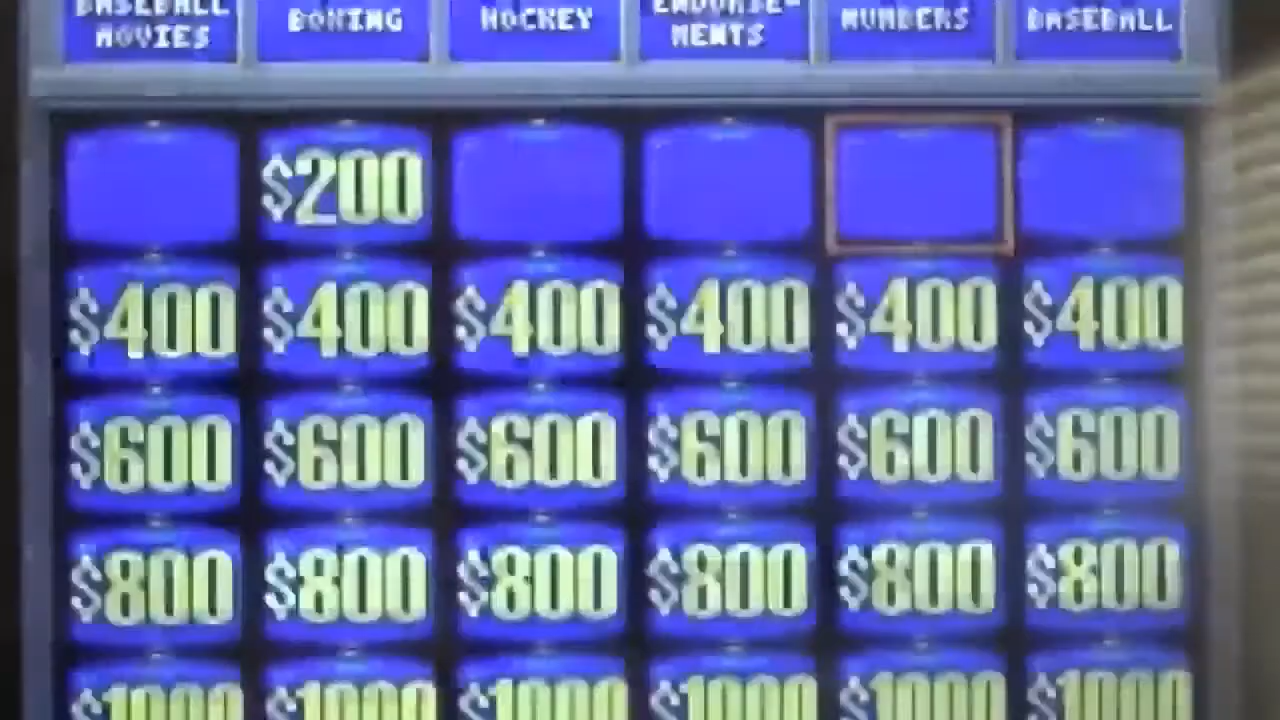 BASEBALL BOXING HOCKEY ENDORSE- NUMBERS BASEBALL
MOVIES MENTS
$200
$400 $400 $400 $400 $400 $400
$600 $600 $600 $600 $600 $600
$800 $800 $800 $800 $800 $800
$1000 $1000 $1000 $1000 $1000 $1000